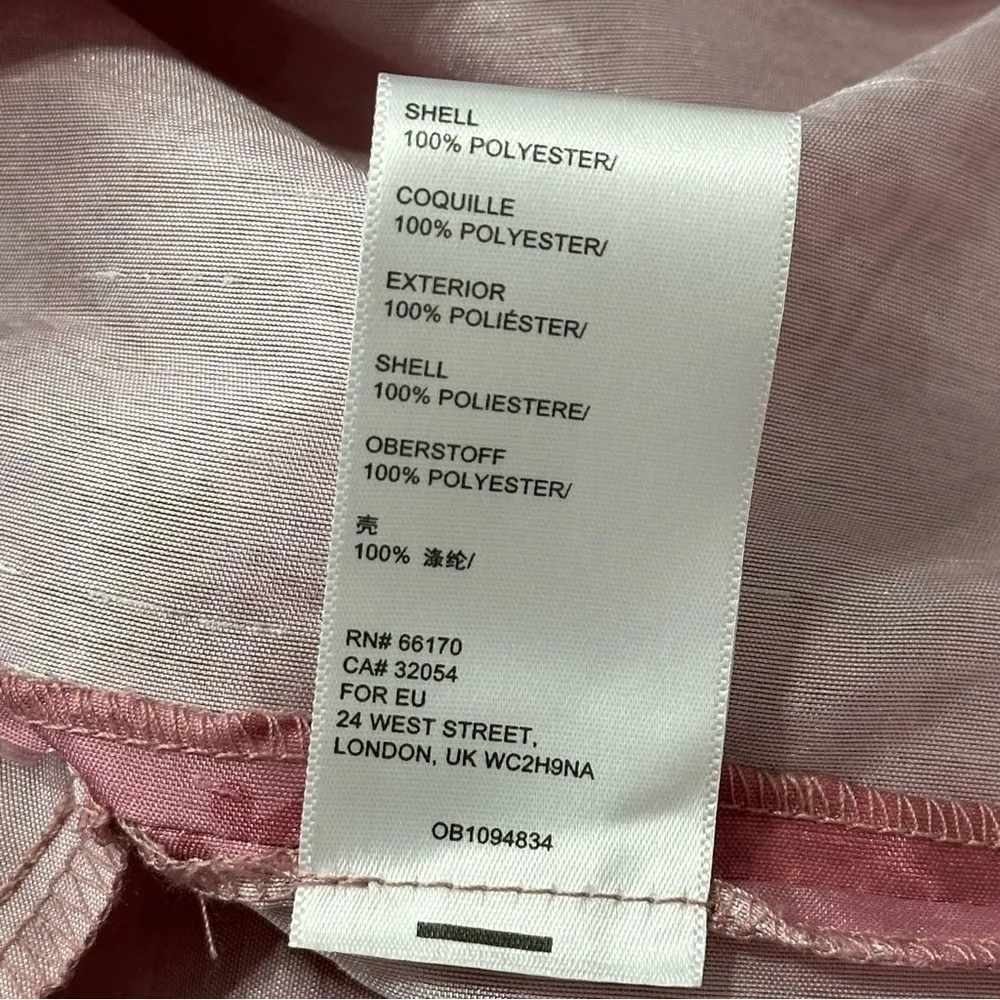 SHELL
100% POLYESTER/
COQUILLE
100% POLYESTER/
EXTERIOR
100% POLIÉSTER/
SHELL
100% POLIESTERE/
OBERSTOFF
100% POLYESTER/
壳
100% 涤纶/
RN# 66170
CA# 32054
FOR EU
24 WEST STREET,
LONDON, UK WC2H9NA
OB1094834